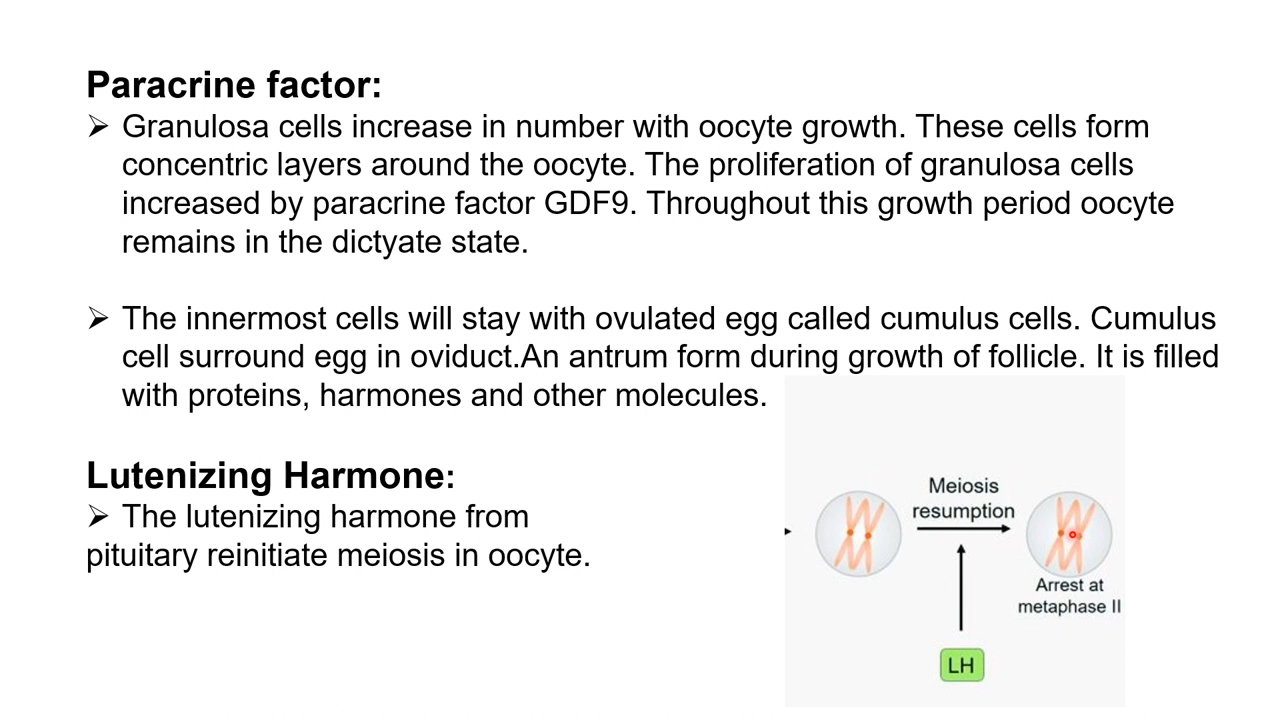 Paracrine factor:
➢ Granulosa cells increase in number with oocyte growth. These cells form
concentric layers around the oocyte. The proliferation of granulosa cells
increased by paracrine factor GDF9. Throughout this growth period oocyte
remains in the dictyate state.
➢ The innermost cells will stay with ovulated egg called cumulus cells. Cumulus
cell surround egg in oviduct.An antrum form during growth of follicle. It is filled
with proteins, harmones and other molecules.
Lutenizing Harmone:
➢ The lutenizing harmone from
pituitary reinitiate meiosis in oocyte.
Meiosis
resumption
Arrest at
metaphase II
LH